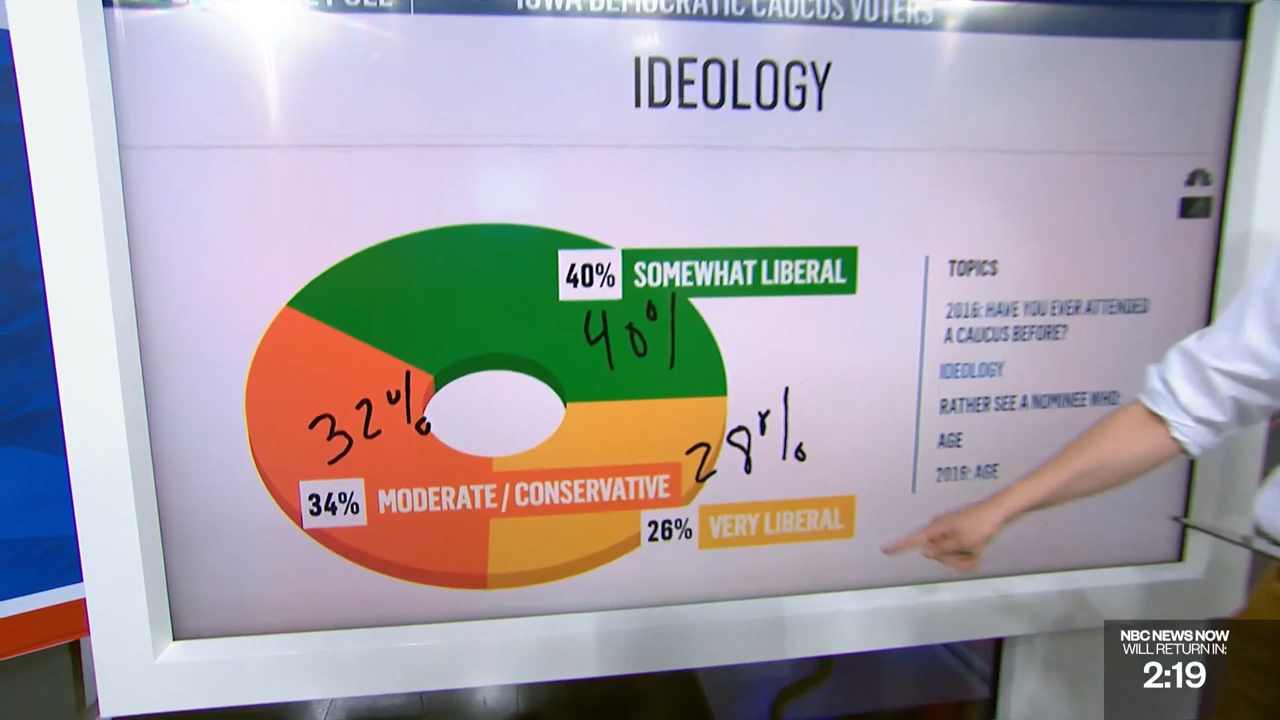 IOWA DEMOCRATIC CAUCUS VOTERS
IDEOLOGY
40% SOMEWHAT LIBERAL
40%
32%
28%
34% MODERATE / CONSERVATIVE
26% VERY LIBERAL
TOPICS
2016: HAVE YOU EVER ATTENDED
A CAUCUS BEFORE?
IDEOLOGY
RATHER SEE A NOMINEE WHO:
AGE
2016: AGE
NBC NEWS NOW
WILL RETURN IN:
2:19